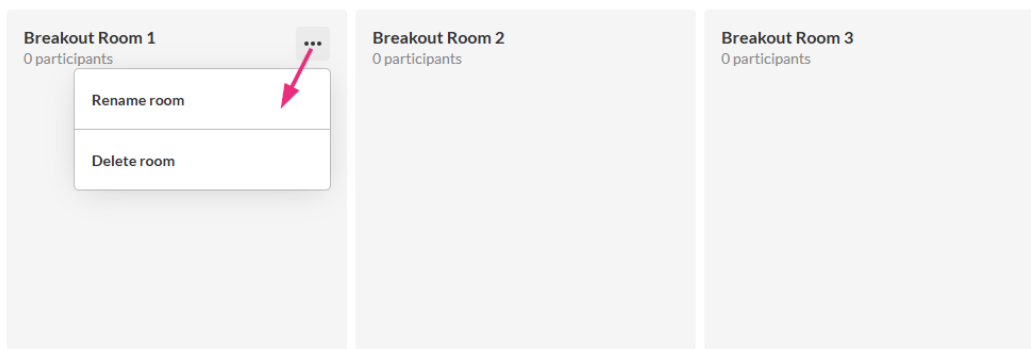 Breakout Room 1
0 participants
Rename room
Delete room
Breakout Room 2
0 participants
Breakout Room 3
0 participants